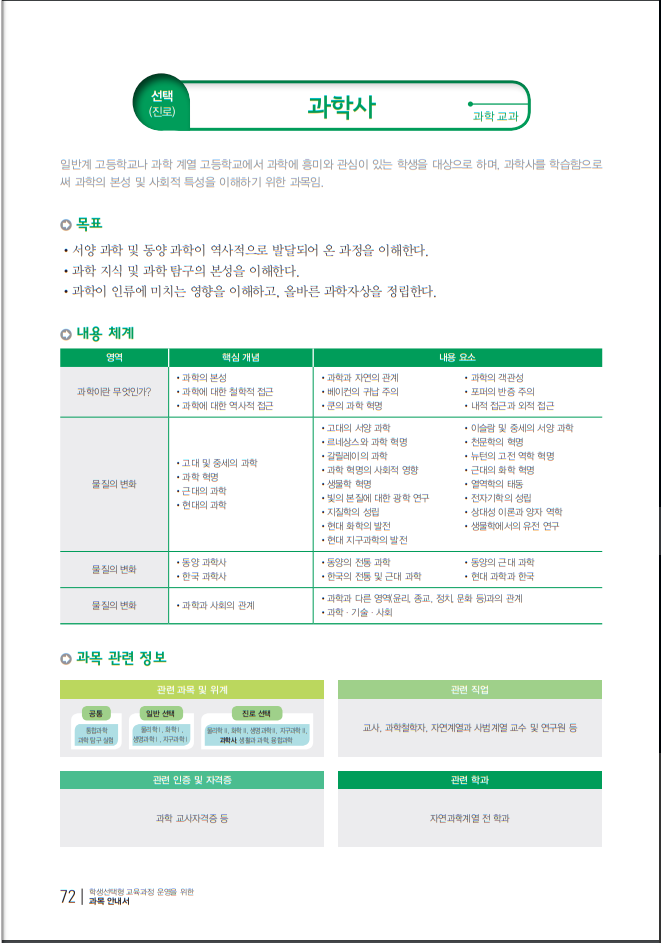 선택
(진로)
과학사
과학 교과
일반계 고등학교나 과학 계열 고등학교에서 과학에 흥미와 관심이 있는 학생을 대상으로 하며, 과학사를 학습함으로
써 과학의 본성 및 사회적 특성을 이해하기 위한 과목임.
목표
• 서양 과학 및 동양 과학이 역사적으로 발달되어 온 과정을 이해한다.
• 과학 지식 및 과학 탐구의 본성을 이해한다.
• 과학이 인류에 미치는 영향을 이해하고, 올바른 과학자상을 정립한다.
내용 체계
영역 핵심 개념 내용 요소
과학이란 무엇인가?
• 과학의 본성
• 과학에 대한 철학적 접근
• 과학에 대한 역사적 접근
• 과학과 자연의 관계
• 베이컨의 귀납 주의
• 쿤의 과학 혁명
• 과학의 객관성
• 포퍼의 반증 주의
• 내적 접근과 외적 접근
물질의 변화
• 고대 및 중세의 과학
• 과학 혁명
• 근대의 과학
• 현대의 과학
• 고대의 서양 과학
• 르네상스와 과학 혁명
• 갈릴레이의 과학
• 과학 혁명의 사회적 영향
• 생물학 혁명
• 빛의 본질에 대한 광학 연구
• 지질학의 성립
• 현대 화학의 발전
• 현대 지구과학의 발전
• 이슬람 및 중세의 서양 과학
• 천문학의 혁명
• 뉴턴의 고전 역학 혁명
• 근대의 화학 혁명
• 열역학의 태동
• 전자기학의 성립
• 상대성 이론과 양자 역학
• 생물학에서의 유전 연구
물질의 변화
• 동양 과학사
• 한국 과학사
• 동양의 전통 과학
• 한국의 전통 및 근대 과학
• 동양의 근대 과학
• 현대 과학과 한국
물질의 변화
• 과학과 사회의 관계
• 과학과 다른 영역(윤리, 종교, 정치, 문화 등)과의 관계
• 과학 · 기술 · 사회
과목 관련 정보
관련 과목 및 위계
공통
통합과학
과학 탐구 실험
일반 선택
물리학Ⅰ, 화학Ⅰ,
생명과학Ⅰ, 지구과학Ⅰ
진로 선택
물리학Ⅱ, 화학Ⅱ, 생명과학Ⅱ, 지구과학Ⅱ,
과학사, 생활과 과학, 융합과학
관련 직업
교사, 과학철학자, 자연계열과 사범계열 교수 및 연구원 등
관련 인증 및 자격증
과학 교사자격증 등
관련 학과
자연과학계열 전 학과
72
학생선택형 교육과정 운영을 위한
과목 안내서